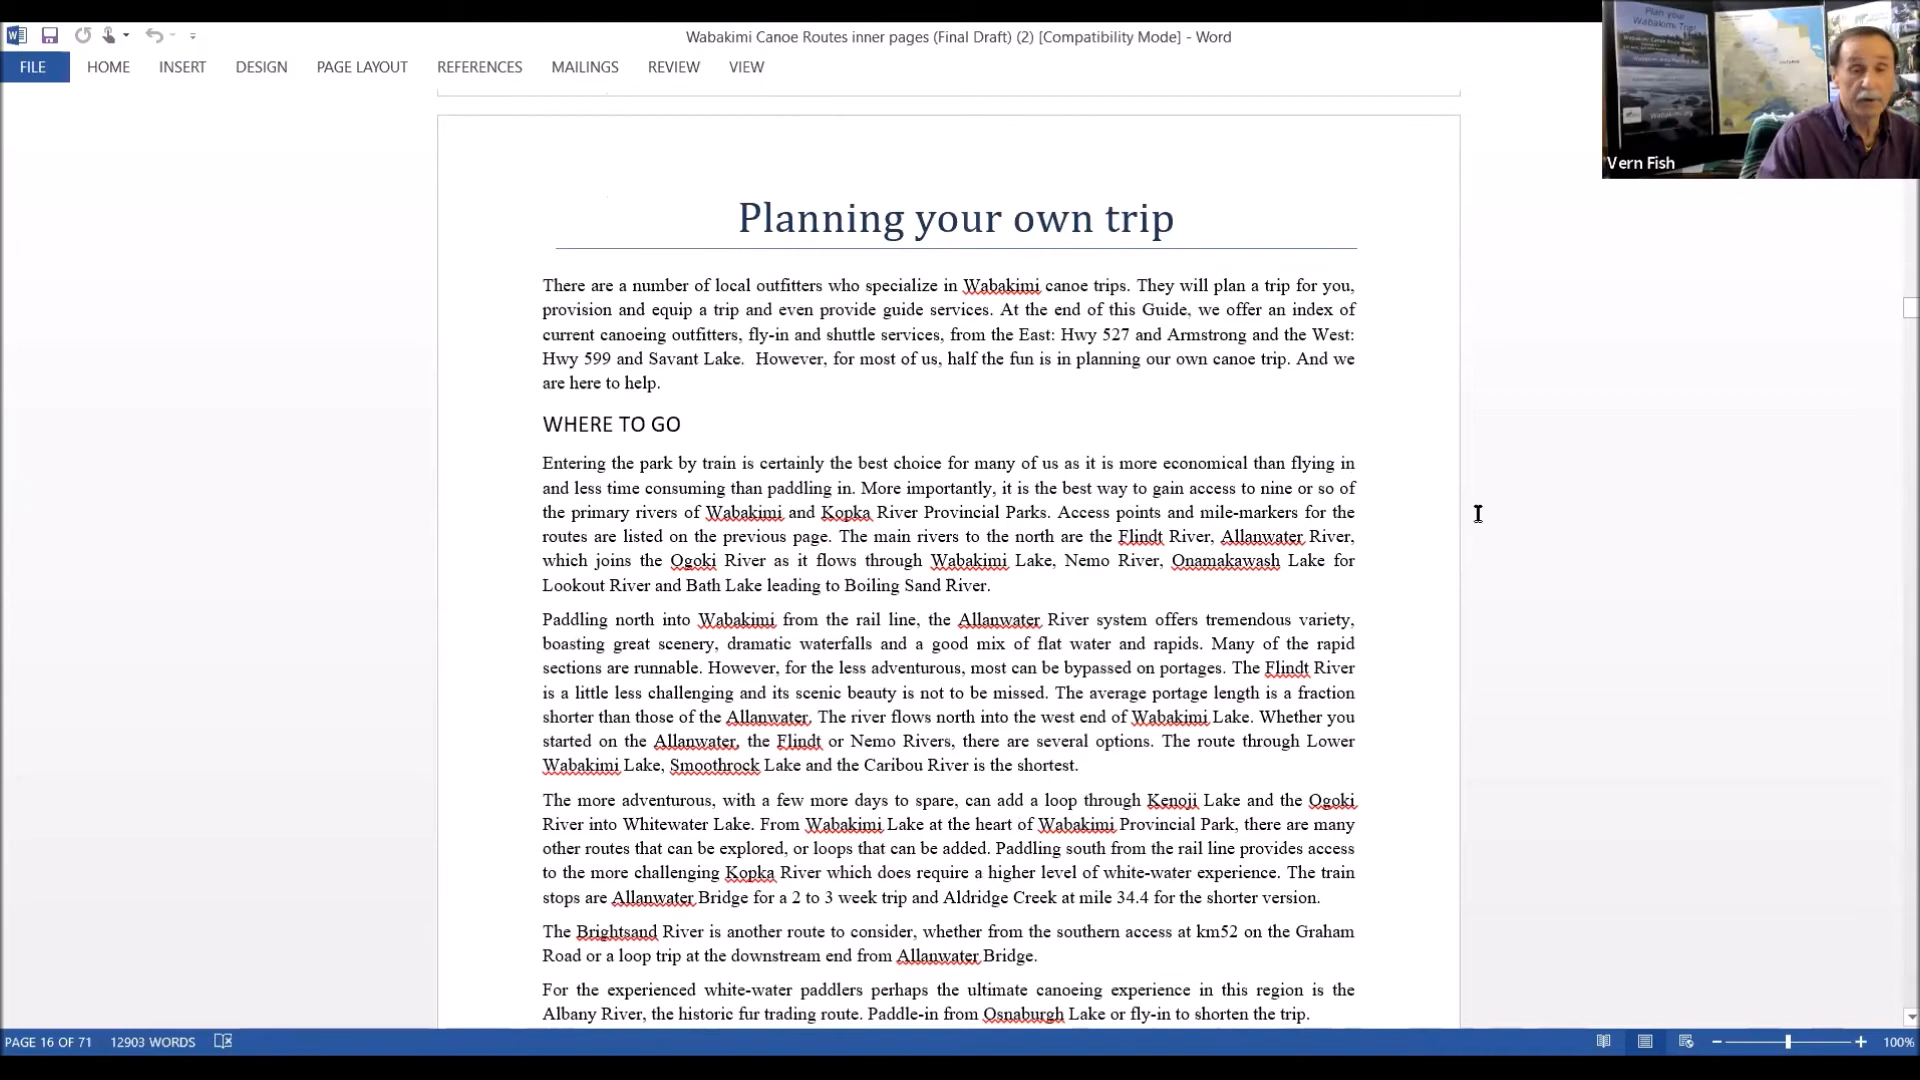 Wabakimi Canoe Routes inner pages (Final Draft) (2) [Compatibility Mode] - Word
FILE HOME INSERT DESIGN PAGE LAYOUT REFERENCES MAILINGS REVIEW VIEW
Plan your
Wabakimi Trip
Vern Fish
Planning your own trip
There are a number of local outfitters who specialize in Wabakimi canoe trips. They will plan a trip for you,
provision and equip a trip and even provide guide services. At the end of this Guide, we offer an index of
current canoeing outfitters, fly-in and shuttle services, from the East: Hwy 527 and Armstrong and the West:
Hwy 599 and Savant Lake. However, for most of us, half the fun is in planning our own canoe trip. And we
are here to help.
WHERE TO GO
Entering the park by train is certainly the best choice for many of us as it is more economical than flying in
and less time consuming than paddling in. More importantly, it is the best way to gain access to nine or so of
the primary rivers of Wabakimi and Kopka River Provincial Parks. Access points and mile-markers for the
routes are listed on the previous page. The main rivers to the north are the Flindt River, Allanwater River,
which joins the Ogoki River as it flows through Wabakimi Lake, Nemo River, Onamakawash Lake for
Lookout River and Bath Lake leading to Boiling Sand River.
Paddling north into Wabakimi from the rail line, the Allanwater River system offers tremendous variety,
boasting great scenery, dramatic waterfalls and a good mix of flat water and rapids. Many of the rapid
sections are runnable. However, for the less adventurous, most can be bypassed on portages. The Flindt River
is a little less challenging and its scenic beauty is not to be missed. The average portage length is a fraction
shorter than those of the Allanwater. The river flows north into the west end of Wabakimi Lake. Whether you
started on the Allanwater, the Flindt or Nemo Rivers, there are several options. The route through Lower
Wabakimi Lake, Smoothrock Lake and the Caribou River is the shortest.
The more adventurous, with a few more days to spare, can add a loop through Kenoji Lake and the Ogoki
River into Whitewater Lake. From Wabakimi Lake at the heart of Wabakimi Provincial Park, there are many
other routes that can be explored, or loops that can be added. Paddling south from the rail line provides access
to the more challenging Kopka River which does require a higher level of white-water experience. The train
stops are Allanwater Bridge for a 2 to 3 week trip and Aldridge Creek at mile 34.4 for the shorter version.
The Brightsand River is another route to consider, whether from the southern access at km52 on the Graham
Road or a loop trip at the downstream end from Allanwater Bridge.
For the experienced white-water paddlers perhaps the ultimate canoeing experience in this region is the
Albany River, the historic fur trading route. Paddle-in from Osnaburgh Lake or fly-in to shorten the trip.
PAGE 16 OF 71 12903 WORDS 100%